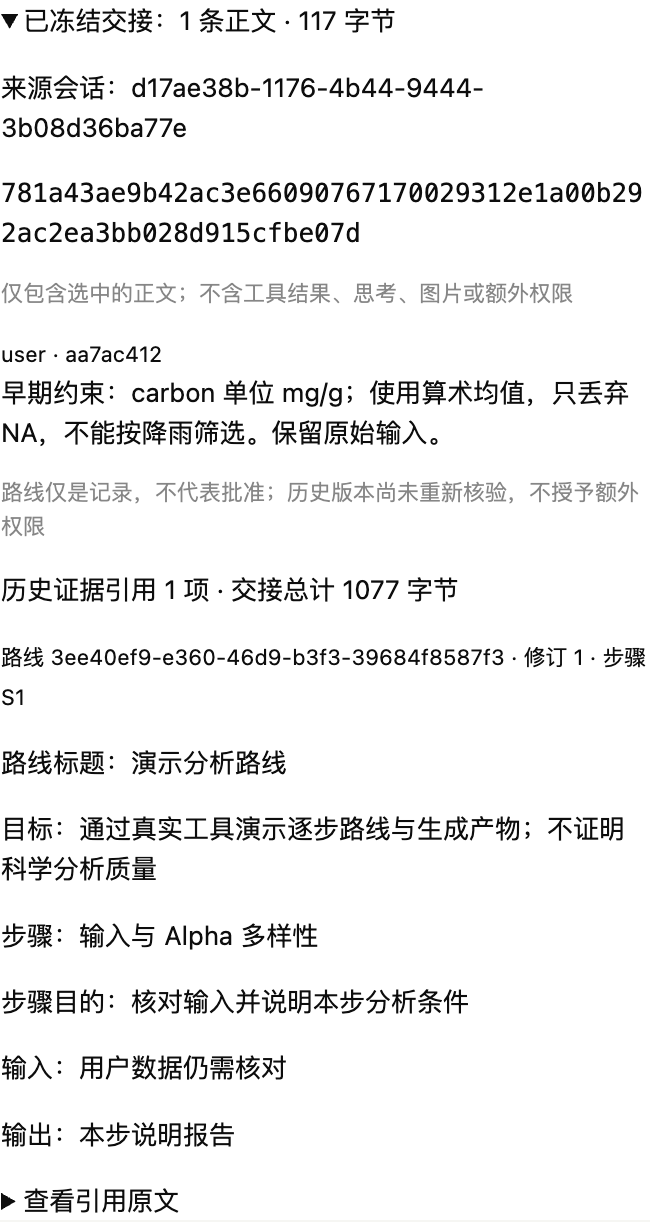 ▼已冻结交接：1 条正文 · 117 字节
来源会话：d17ae38b-1176-4b44-9444-
3b08d36ba77e
781a43ae9b42ac3e66090767170029312e1a00b29
2ac2ea3bb028d915cfbe07d
仅包含选中的正文；不含工具结果、思考、图片或额外权限
user · aa7ac412
早期约束：carbon 单位 mg/g；使用算术均值，只丢弃
NA，不能按降雨筛选。保留原始输入。
路线仅是记录，不代表批准；历史版本尚未重新核验，不授予额外
权限
历史证据引用 1 项 · 交接总计 1077 字节
路线 3ee40ef9-e360-46d9-b3f3-39684f8587f3 · 修订 1 · 步骤
S1
路线标题：演示分析路线
目标：通过真实工具演示逐步路线与生成产物；不证明
科学分析质量
步骤：输入与 Alpha 多样性
步骤目的：核对输入并说明本步分析条件
输入：用户数据仍需核对
输出：本步说明报告
▶ 查看引用原文